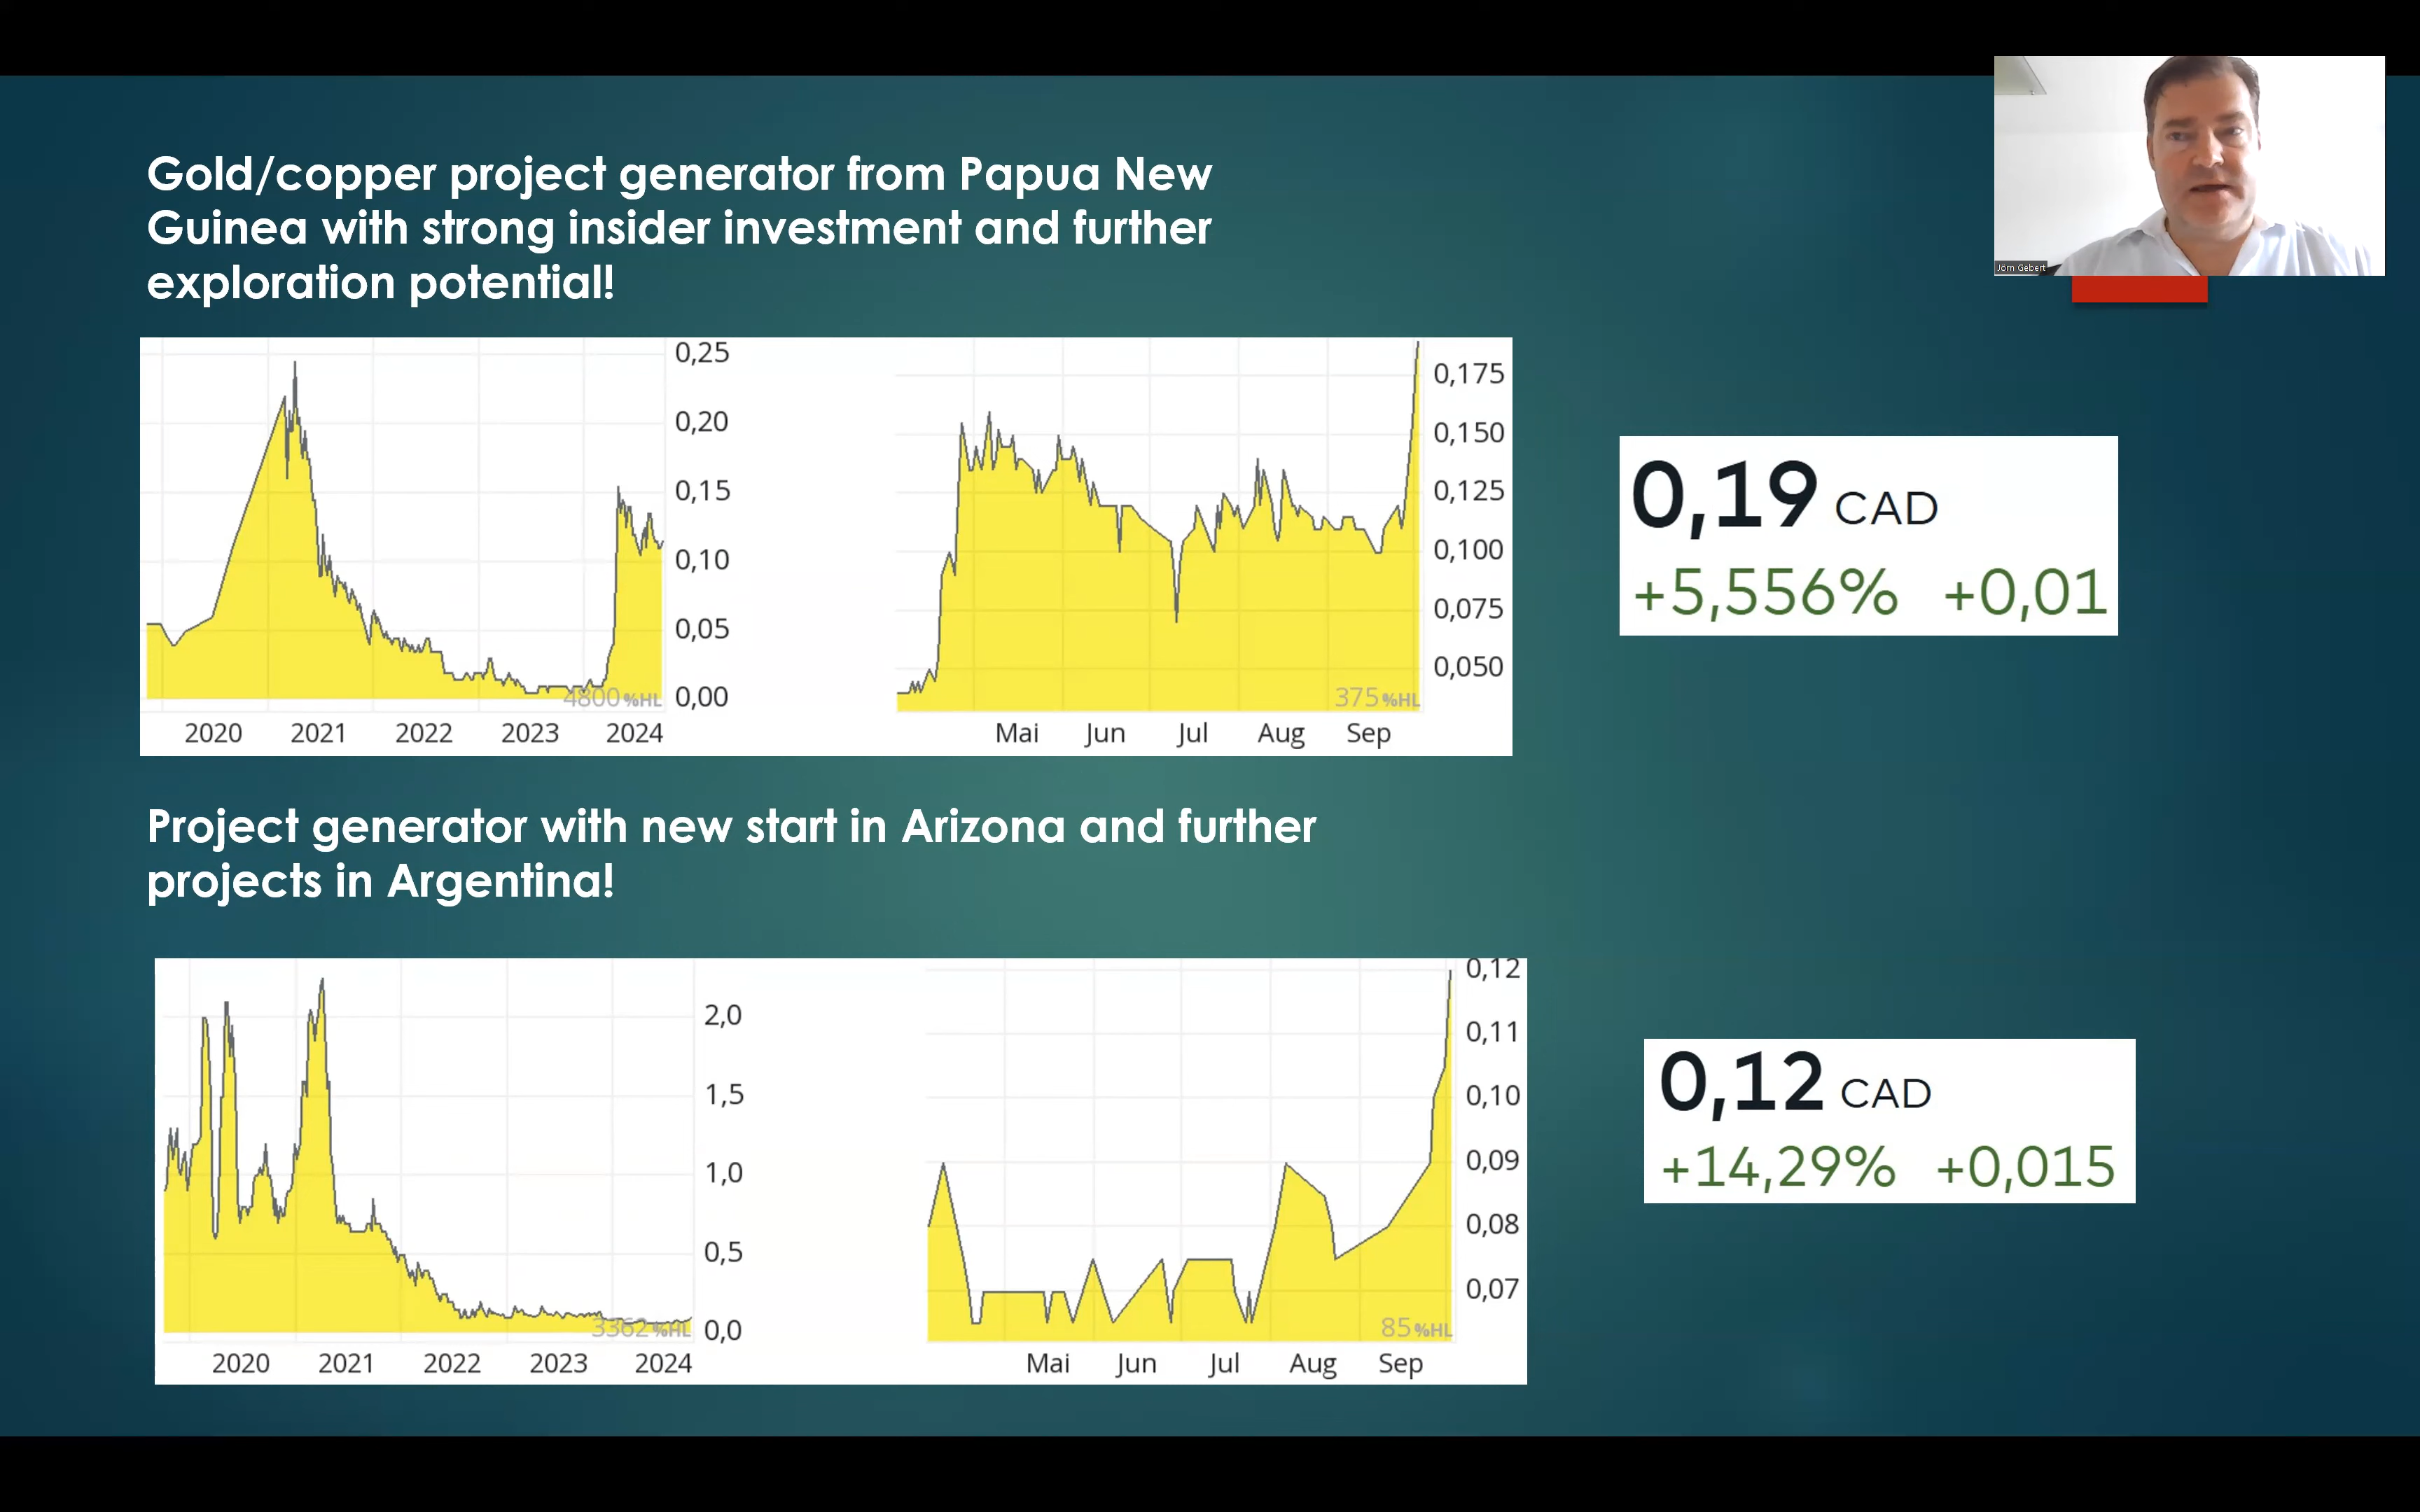 Jörn Gebert
Gold/copper project generator from Papua New
Guinea with strong insider investment and further
exploration potential!
0,25
0,20
0,15
0,10
0,05
0,00
4800 %HL
2020 2021 2022 2023 2024
0,175
0,150
0,125
0,100
0,075
0,050
375 %HL
Mai Jun Jul Aug Sep
0,19 CAD
+5,556% +0,01
Project generator with new start in Arizona and further
projects in Argentina!
2,0
1,5
1,0
0,5
0,0
3362 %HL
2020 2021 2022 2023 2024
0,12
0,11
0,10
0,09
0,08
0,07
85 %HL
Mai Jun Jul Aug Sep
0,12 CAD
+14,29% +0,015